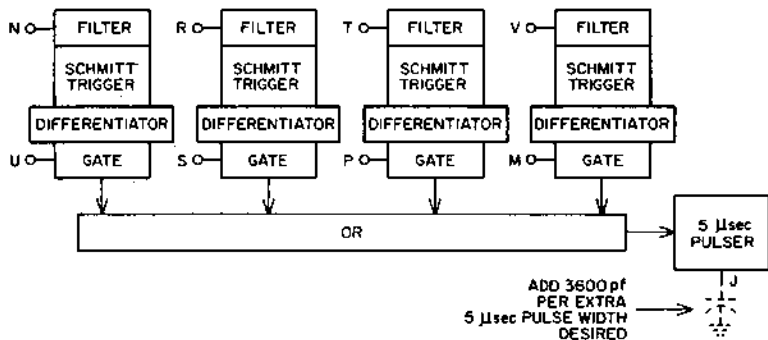 N FILTER R FILTER T FILTER V FILTER
SCHMITT TRIGGER SCHMITT TRIGGER SCHMITT TRIGGER SCHMITT TRIGGER
DIFFERENTIATOR DIFFERENTIATOR DIFFERENTIATOR DIFFERENTIATOR
U GATE S GATE P GATE M GATE
OR
5 μsec
PULSER
J
ADD 3600 pf
PER EXTRA
5 μsec PULSE WIDTH
DESIRED